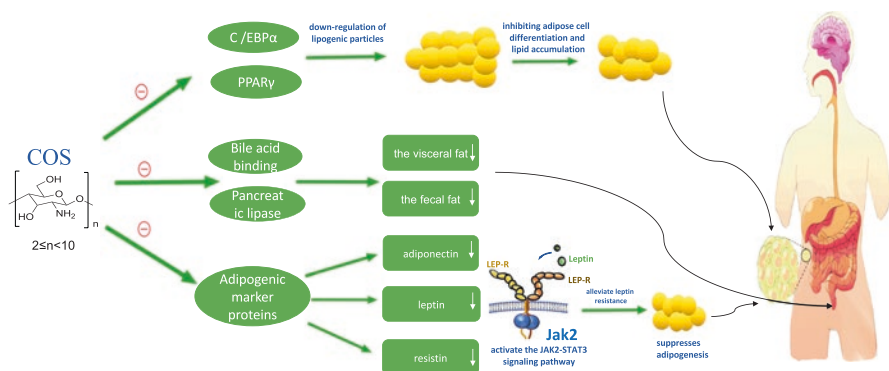 C /EBPα
PPARγ
down-regulation of
lipogenic particles
inhibiting adipose cell
differentiation and
lipid accumulation
COS
OH
O
HO
NH₂
O
n
2≤n<10
Bile acid
binding
Pancreat
ic lipase
the visceral fat
the fecal fat
Adipogenic
marker
proteins
adiponectin
leptin
resistin
LEP-R
Leptin
LEP-R
Jak2
activate the JAK2-STAT3
signaling pathway
alleviate leptin
resistance
suppresses
adipogenesis